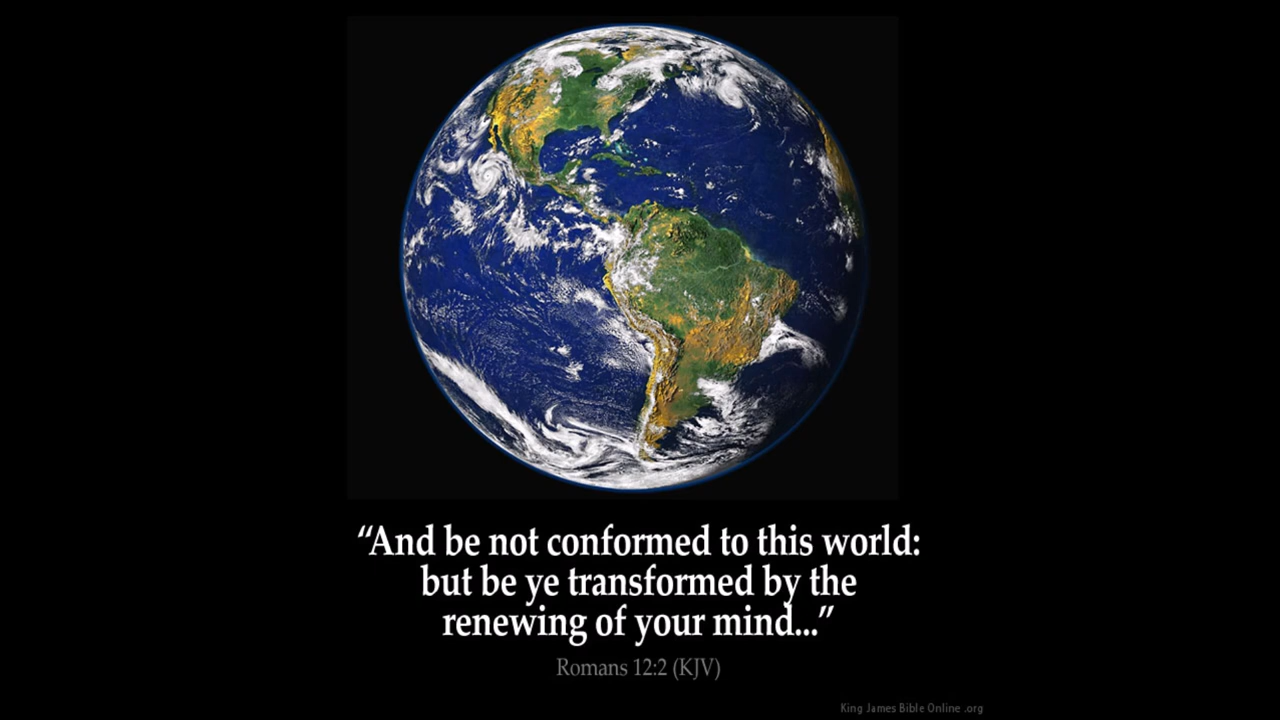 “And be not conformed to this world:
but be ye transformed by the
renewing of your mind...”
Romans 12:2 (KJV)
King James Bible Online .org